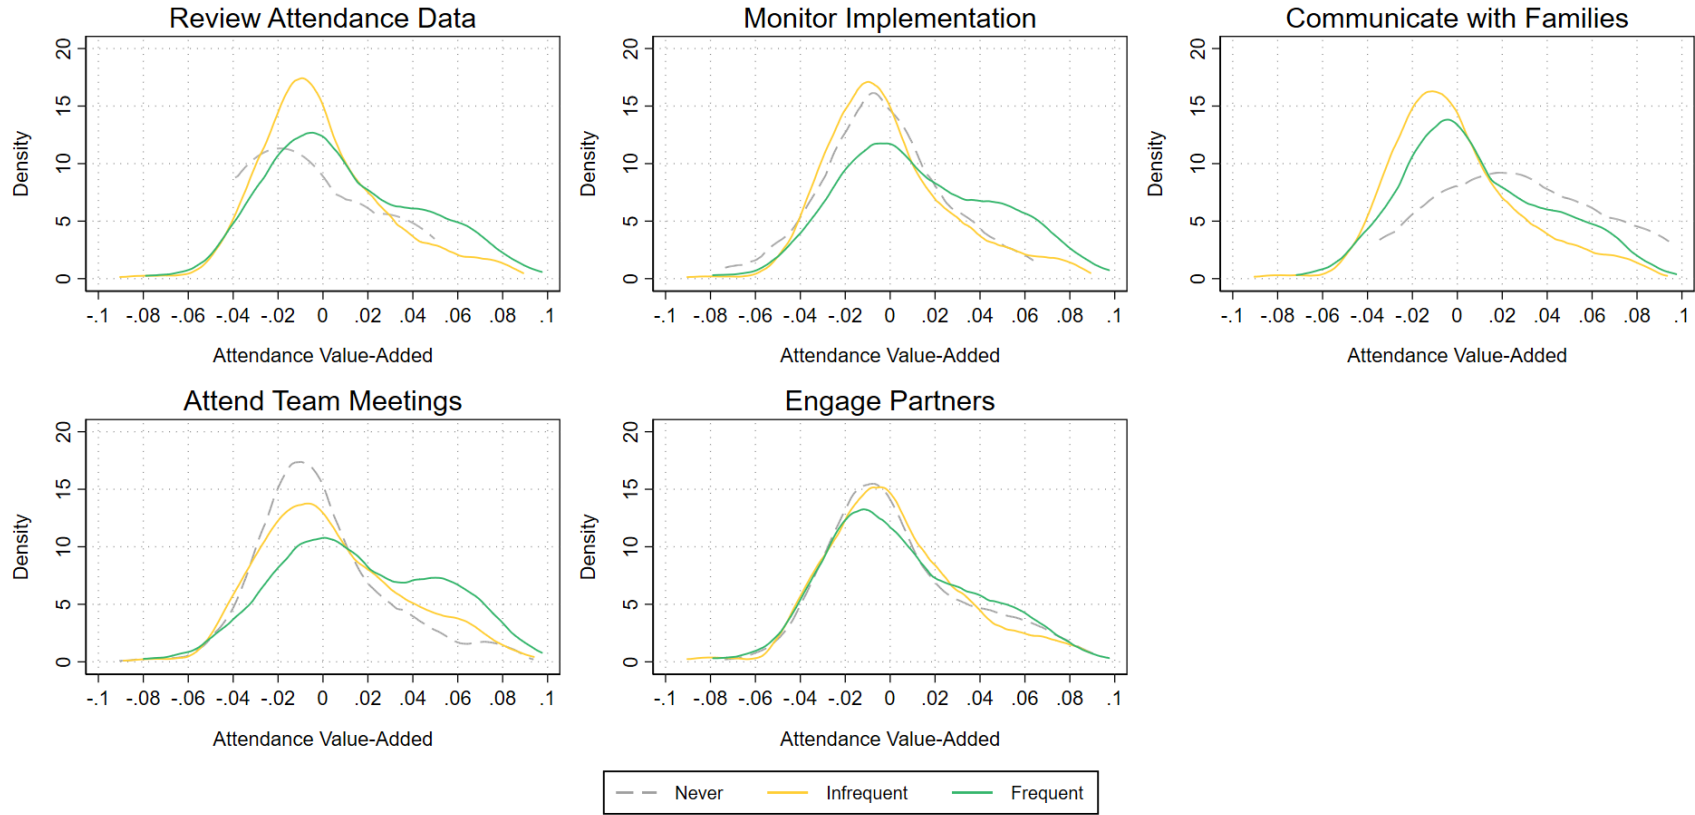 Review Attendance Data
Density
20
15
10
5
0
-.1 -.08 -.06 -.04 -.02 0 .02 .04 .06 .08 .1
Attendance Value-Added
Monitor Implementation
Density
20
15
10
5
0
-.1 -.08 -.06 -.04 -.02 0 .02 .04 .06 .08 .1
Attendance Value-Added
Communicate with Families
Density
20
15
10
5
0
-.1 -.08 -.06 -.04 -.02 0 .02 .04 .06 .08 .1
Attendance Value-Added
Attend Team Meetings
Density
20
15
10
5
0
-.1 -.08 -.06 -.04 -.02 0 .02 .04 .06 .08 .1
Attendance Value-Added
Engage Partners
Density
20
15
10
5
0
-.1 -.08 -.06 -.04 -.02 0 .02 .04 .06 .08 .1
Attendance Value-Added
Never Infrequent Frequent